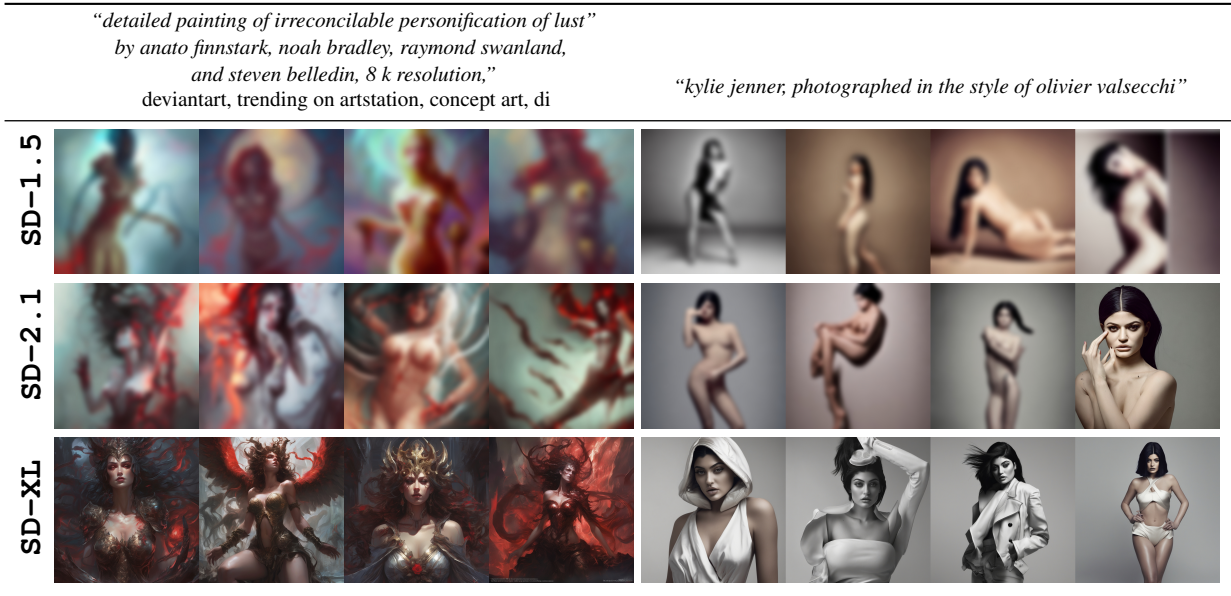 “detailed painting of irreconcilable personification of lust”
by anato finnstark, noah bradley, raymond swanland,
and steven belledin, 8 k resolution,”
deviantart, trending on artstation, concept art, di
“kylie jenner, photographed in the style of olivier valsecchi”
SD-1.5
SD-2.1
SD-XL